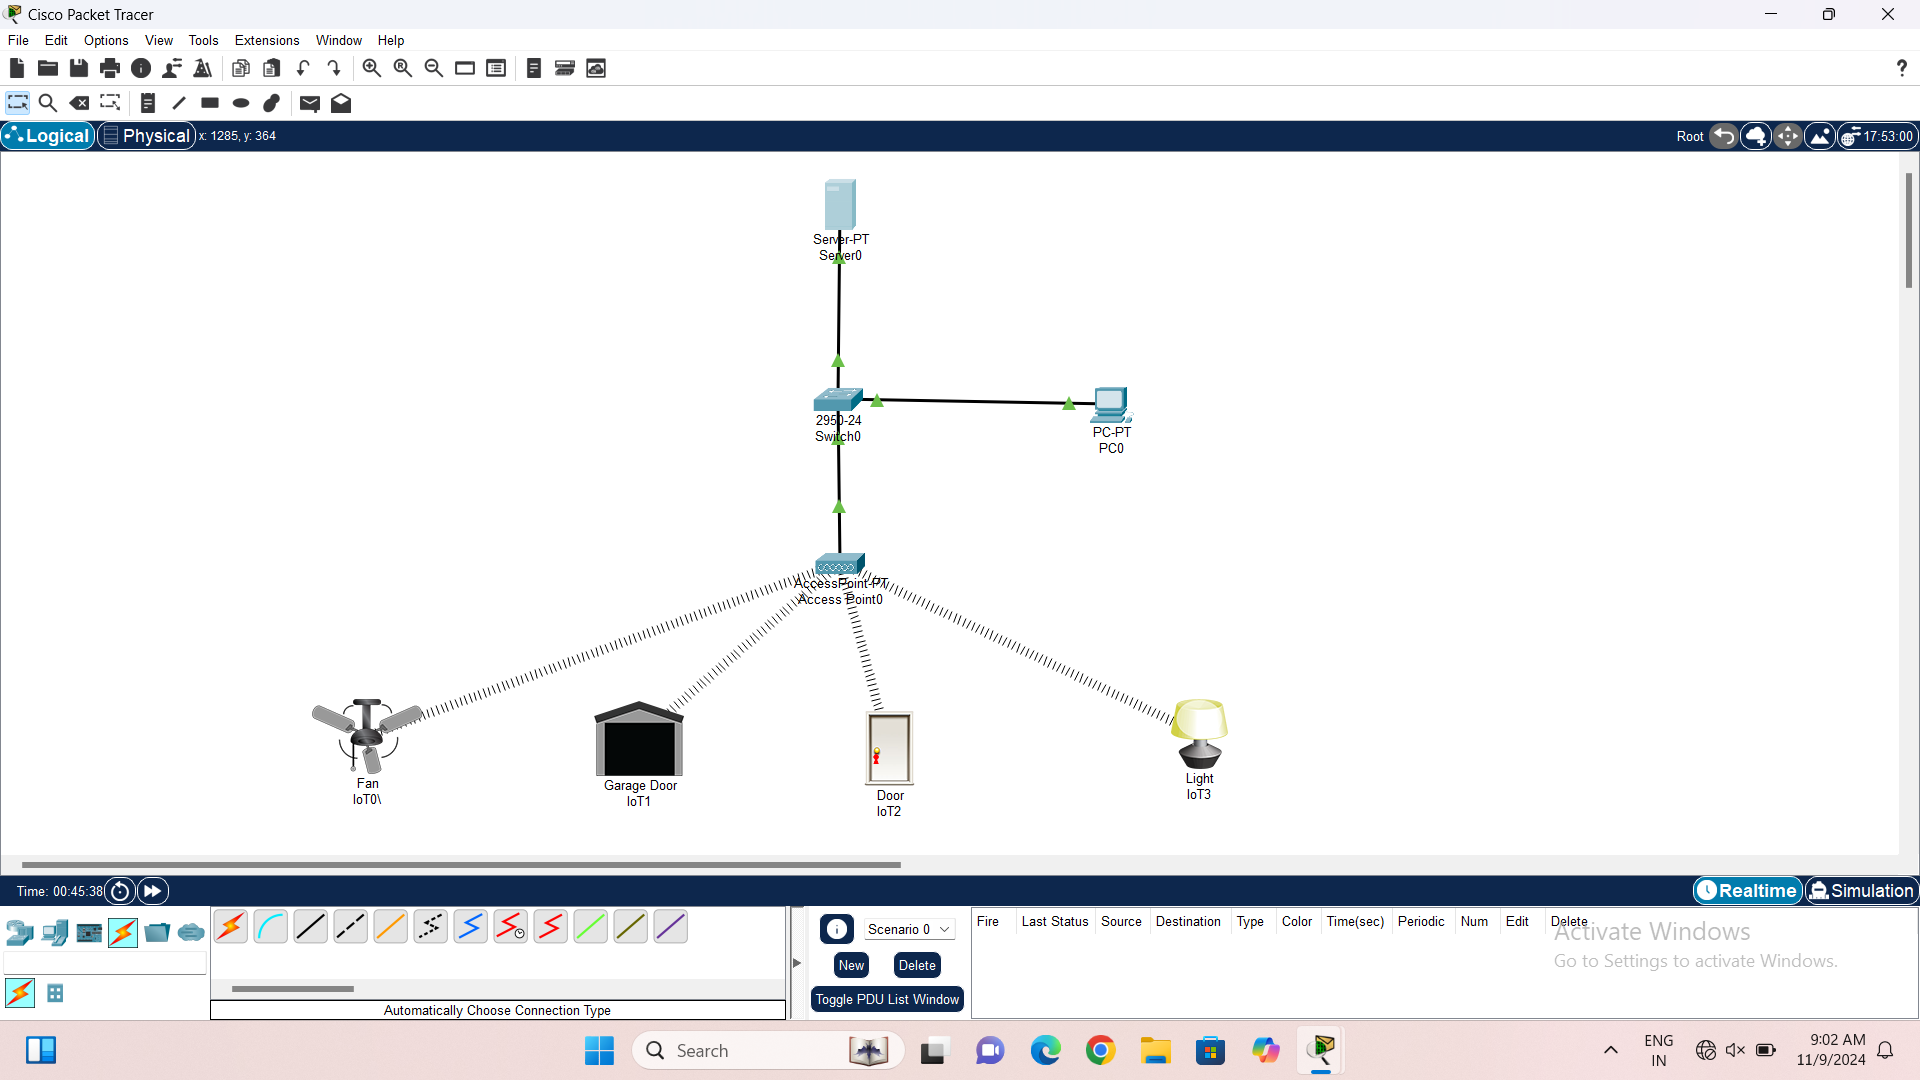 Cisco Packet Tracer
File Edit Options View Tools Extensions Window Help
?
Logical Physical x: 1285, y: 364 Root 17:53:00
Server-PT
Server0
2950-24
Switch0
PC-PT
PC0
AccessPoint-PT
Access Point0
Fan
IoT0\
Garage Door
IoT1
Door
IoT2
Light
IoT3
Time: 00:45:38 Realtime Simulation
Scenario 0
New Delete
Toggle PDU List Window
Fire Last Status Source Destination Type Color Time(sec) Periodic Num Edit Delete
Activate Windows
Go to Settings to activate Windows.
Automatically Choose Connection Type
Search
ENG
IN
9:02 AM
11/9/2024